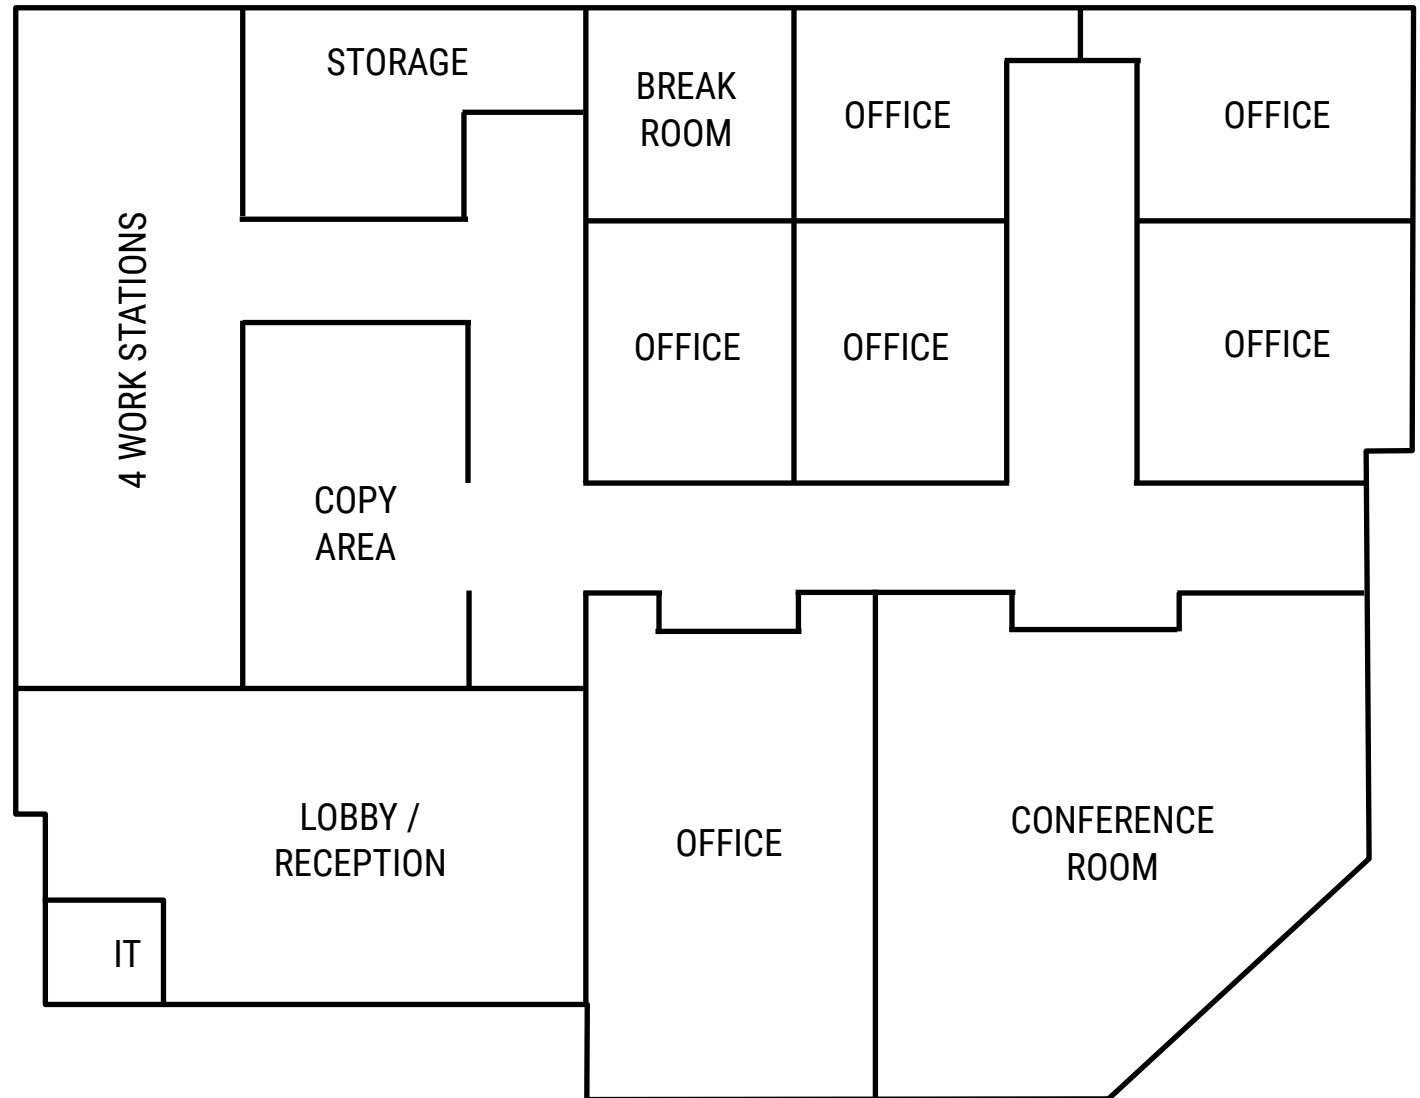 STORAGE
BREAK
ROOM
OFFICE
OFFICE
4 WORK STATIONS
OFFICE
OFFICE
OFFICE
COPY
AREA
LOBBY /
RECEPTION
OFFICE
CONFERENCE
ROOM
IT